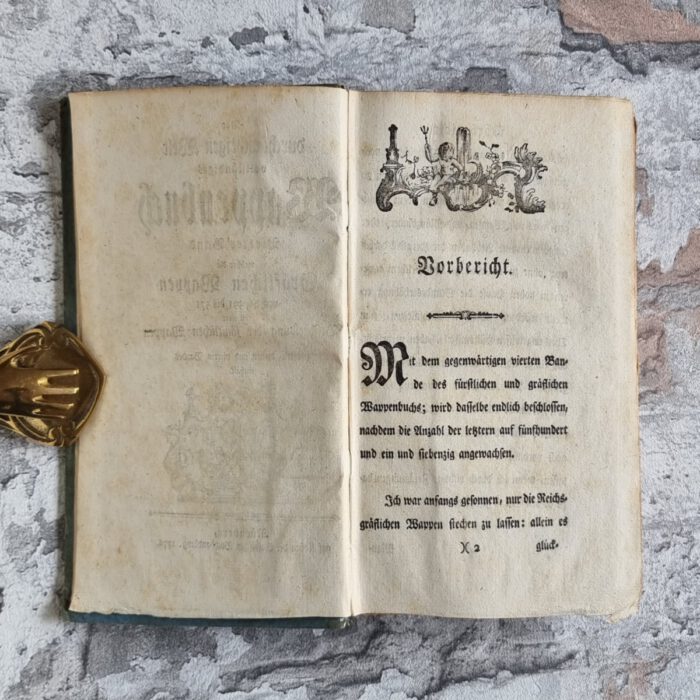 Vorbericht.
Mit dem gegenwärtigen vierten Ban-
de des fürstlichen und gräflichen
Wappenbuchs; wird dasselbe endlich beschlossen,
nachdem die Anzahl der letztern auf fünfhundert
und ein und siebenzig angewachsen.
Ich war anfangs gesonnen, nur die Reichs-
gräflichen Wappen stechen zu lassen: allein es
)( 2
glück-